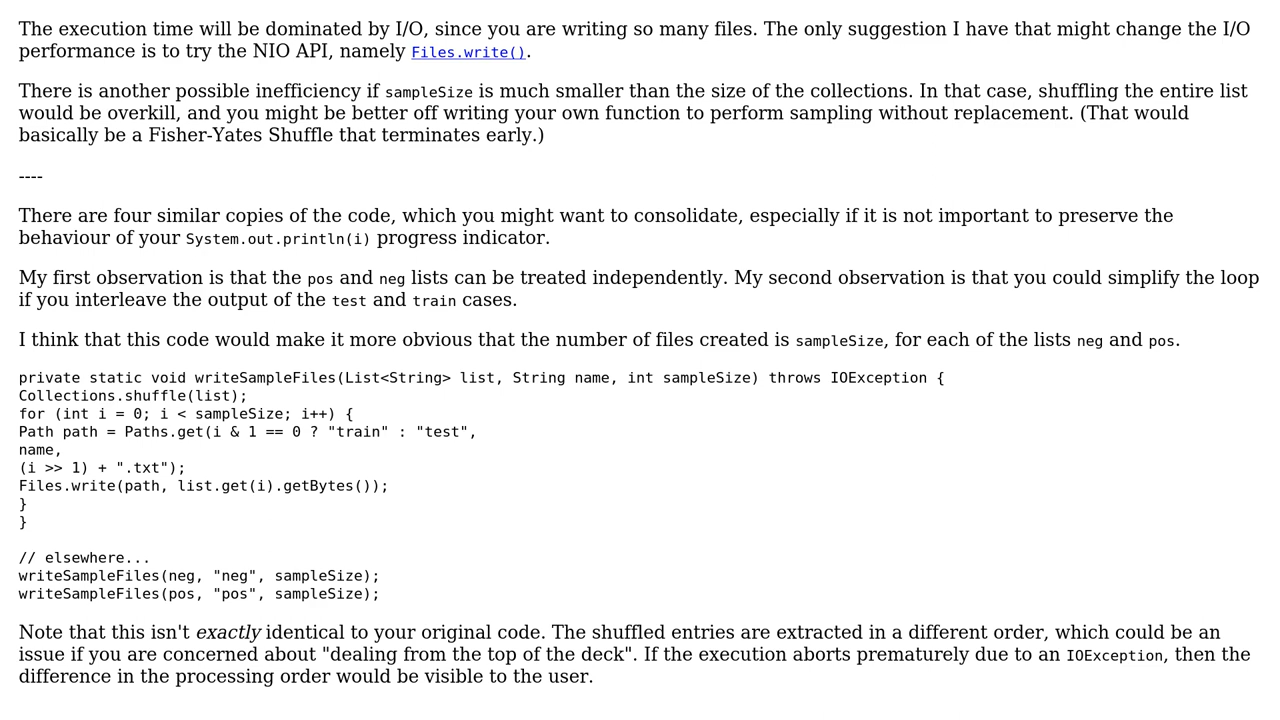 The execution time will be dominated by I/O, since you are writing so many files. The only suggestion I have that might change the I/O
performance is to try the NIO API, namely Files.write().
There is another possible inefficiency if sampleSize is much smaller than the size of the collections. In that case, shuffling the entire list
would be overkill, and you might be better off writing your own function to perform sampling without replacement. (That would
basically be a Fisher-Yates Shuffle that terminates early.)
----
There are four similar copies of the code, which you might want to consolidate, especially if it is not important to preserve the
behaviour of your System.out.println(i) progress indicator.
My first observation is that the pos and neg lists can be treated independently. My second observation is that you could simplify the loop
if you interleave the output of the test and train cases.
I think that this code would make it more obvious that the number of files created is sampleSize, for each of the lists neg and pos.
private static void writeSampleFiles(List<String> list, String name, int sampleSize) throws IOException {
Collections.shuffle(list);
for (int i = 0; i < sampleSize; i++) {
Path path = Paths.get(i & 1 == 0 ? "train" : "test",
name,
(i >> 1) + ".txt");
Files.write(path, list.get(i).getBytes());
}
}
// elsewhere...
writeSampleFiles(neg, "neg", sampleSize);
writeSampleFiles(pos, "pos", sampleSize);
Note that this isn't exactly identical to your original code. The shuffled entries are extracted in a different order, which could be an
issue if you are concerned about "dealing from the top of the deck". If the execution aborts prematurely due to an IOException, then the
difference in the processing order would be visible to the user.